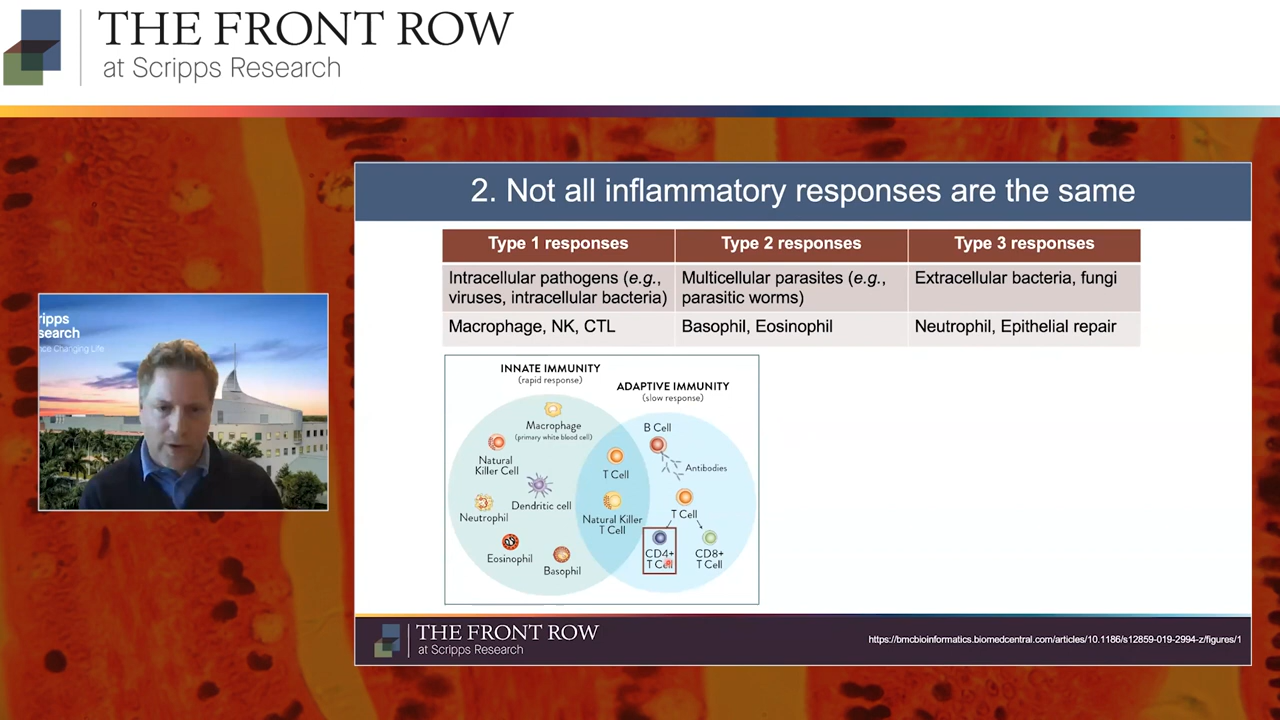 THE FRONT ROW
at Scripps Research
ripps
search
nce Changing Life
2. Not all inflammatory responses are the same
Type 1 responses
Type 2 responses
Type 3 responses
Intracellular pathogens (e.g.,
viruses, intracellular bacteria)
Multicellular parasites (e.g.,
parasitic worms)
Extracellular bacteria, fungi
Macrophage, NK, CTL
Basophil, Eosinophil
Neutrophil, Epithelial repair
INNATE IMMUNITY
(rapid response)
ADAPTIVE IMMUNITY
(slow response)
Macrophage
(primary white blood cell)
Natural
Killer Cell
Dendritic cell
Neutrophil
Eosinophil
Basophil
T Cell
Natural Killer
T Cell
B Cell
Antibodies
T Cell
CD4+
T Cell
CD8+
T Cell
THE FRONT ROW
at Scripps Research
https://bmcbioinformatics.biomedcentral.com/articles/10.1186/s12859-019-2994-z/figures/1